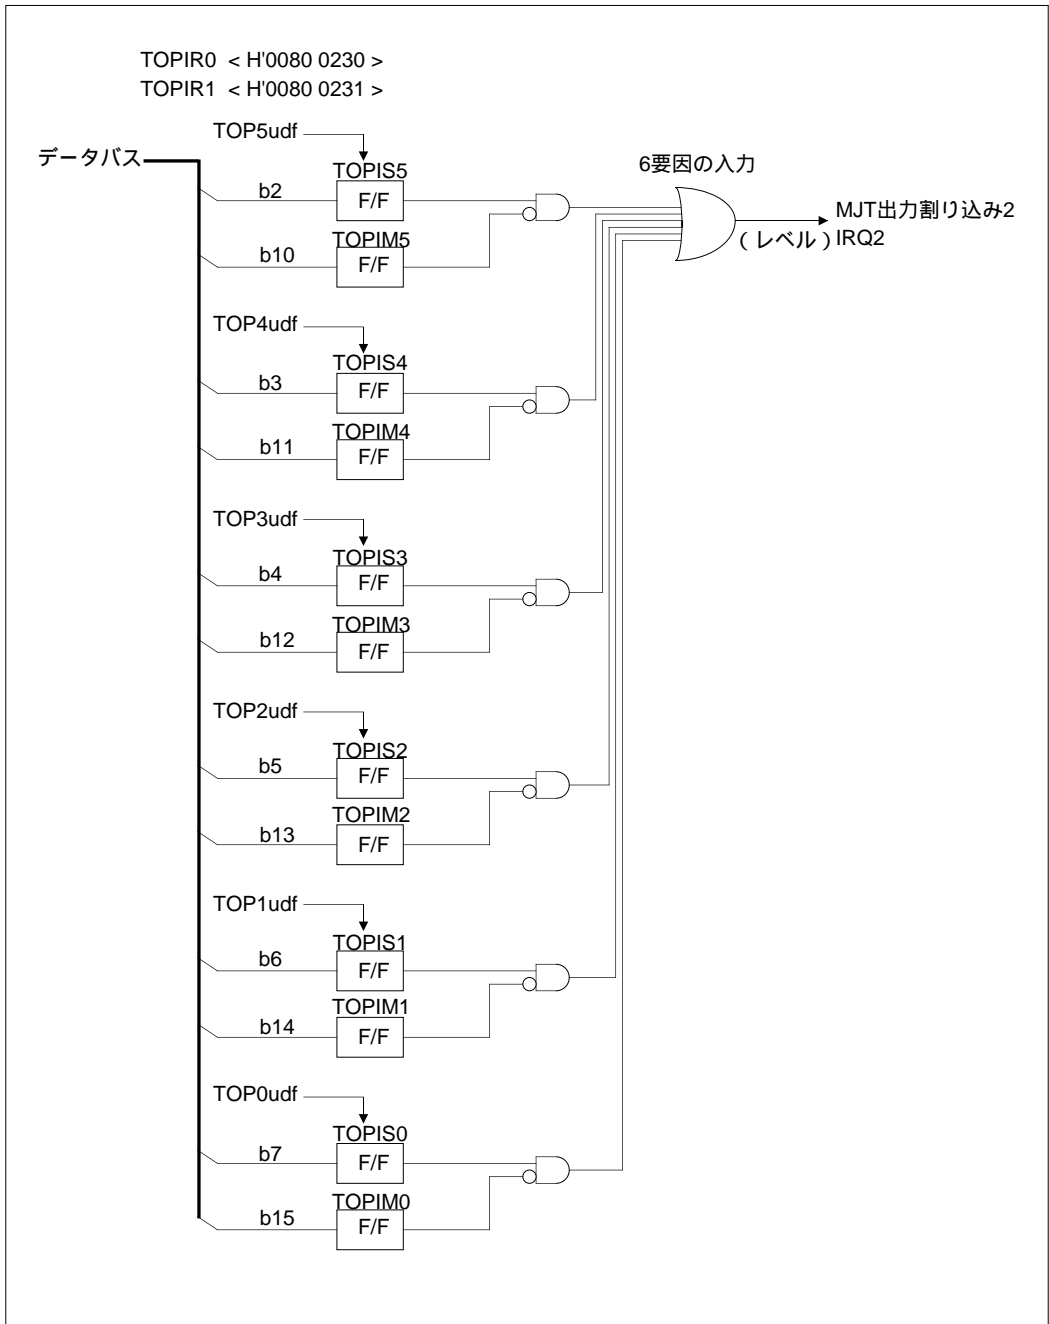 TOPIR0 < H'0080 0230 >
TOPIR1 < H'0080 0231 >
TOP5udf
データバス
TOPIS5
6要因の入力
b2
F/F
MJT出力割り込み2
(レベル) IRQ2
TOPIM5
b10
F/F
TOP4udf
TOPIS4
b3
F/F
TOPIM4
b11
F/F
TOP3udf
TOPIS3
b4
F/F
TOPIM3
b12
F/F
TOP2udf
TOPIS2
b5
F/F
TOPIM2
b13
F/F
TOP1udf
TOPIS1
b6
F/F
TOPIM1
b14
F/F
TOP0udf
TOPIS0
b7
F/F
TOPIM0
b15
F/F